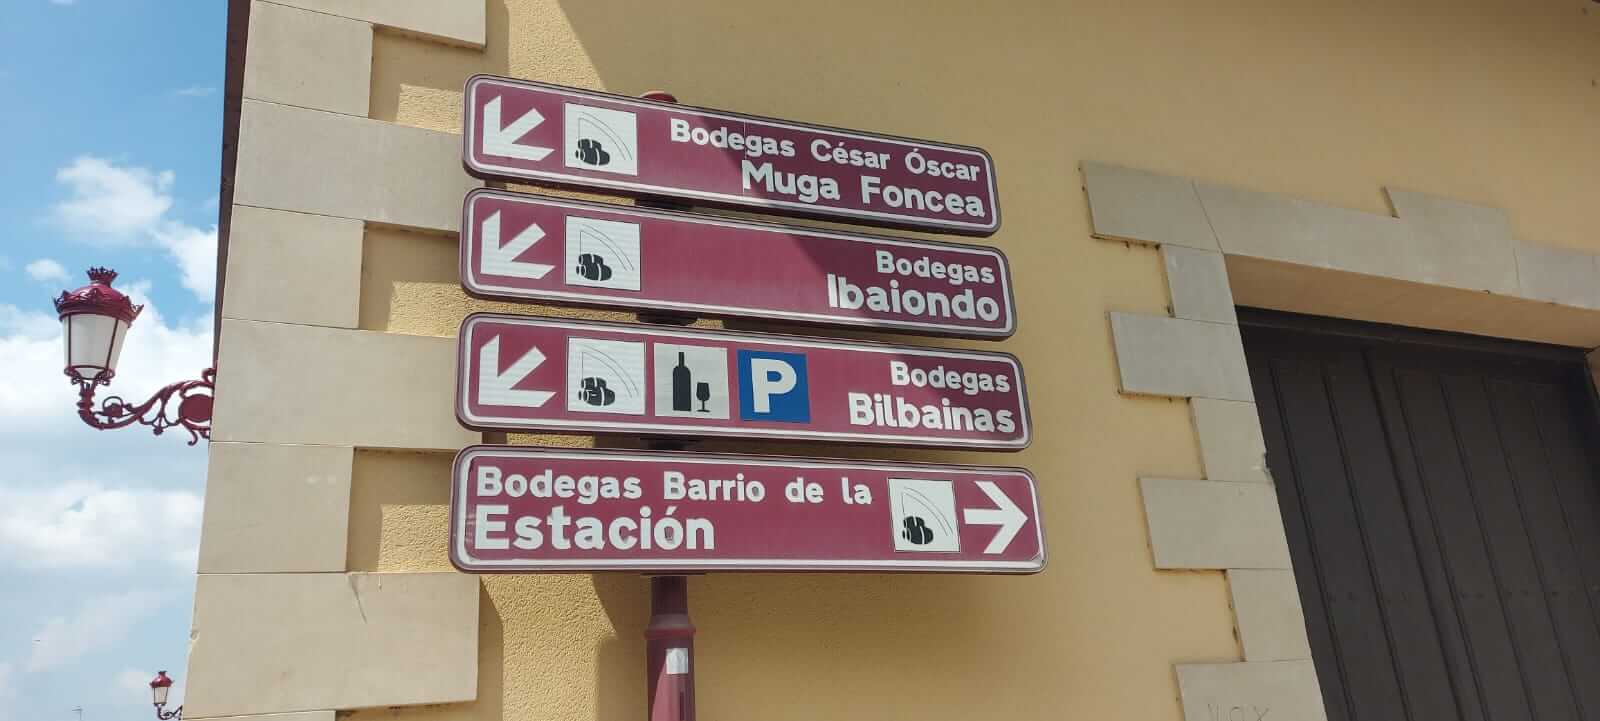 Bodegas César Óscar
Muga Foncea
Bodegas
Ibaiondo
P
Bodegas
Bilbainas
Bodegas Barrio de la
Estación